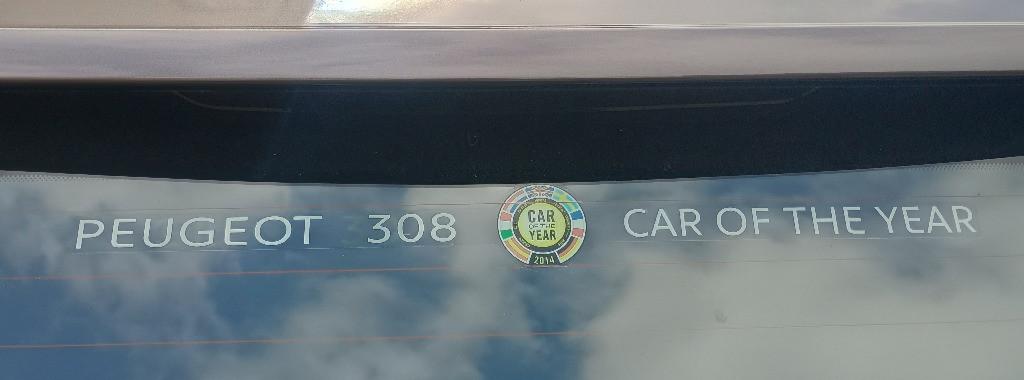 PEUGEOT 308 CAR OF THE YEAR
CAR
OF THE
YEAR
2014